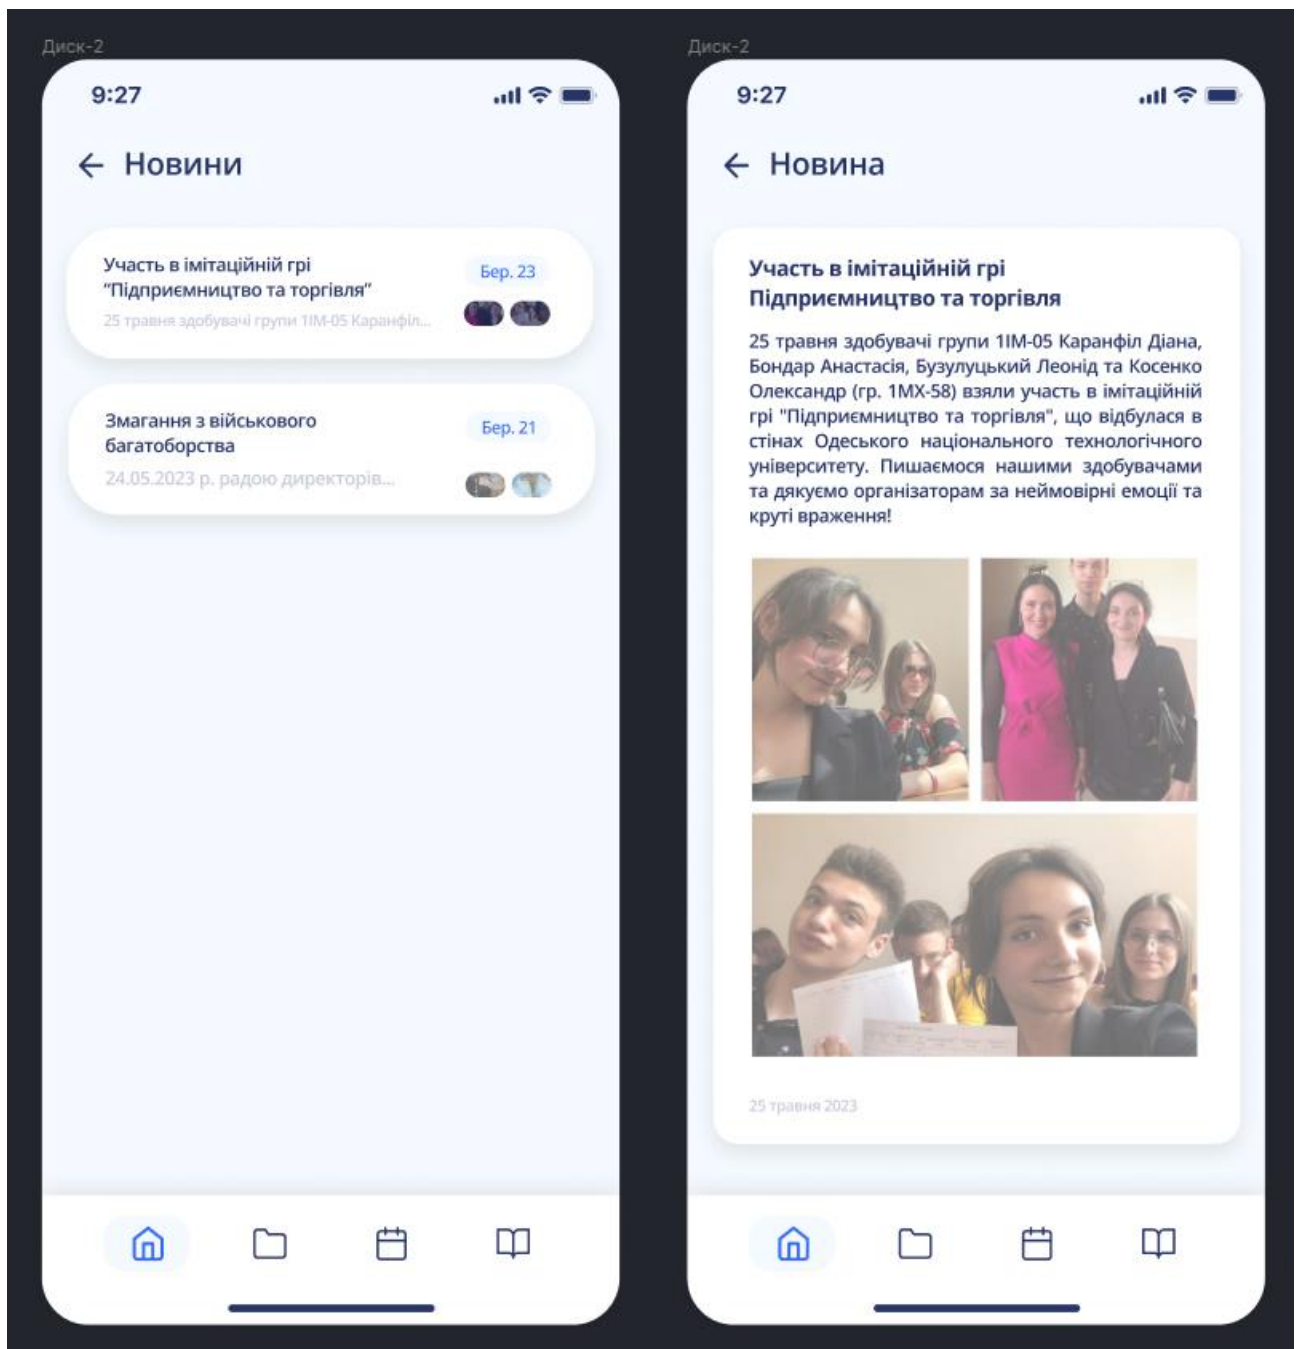 Диск-2
9:27
Новини
Участь в імітаційній грі
“Підприємництво та торгівля”
25 травня здобувачі групи 1ІМ-05 Каранфіл...
Бер. 23
Змагання з військового
багатоборства
24.05.2023 р. радою директорів...
Бер. 21
Диск-2
9:27
Новина
Участь в імітаційній грі
Підприємництво та торгівля
25 травня здобувачі групи 1ІМ-05 Каранфіл Діана,
Бондар Анастасія, Бузулуцький Леонід та Косенко
Олександр (гр. 1МХ-58) взяли участь в імітаційній
грі "Підприємництво та торгівля", що відбулася в
стінах Одеського національного технологічного
університету. Пишаємося нашими здобувачами
та дякуємо організаторам за неймовірні емоції та
круті враження!
25 травня 2023